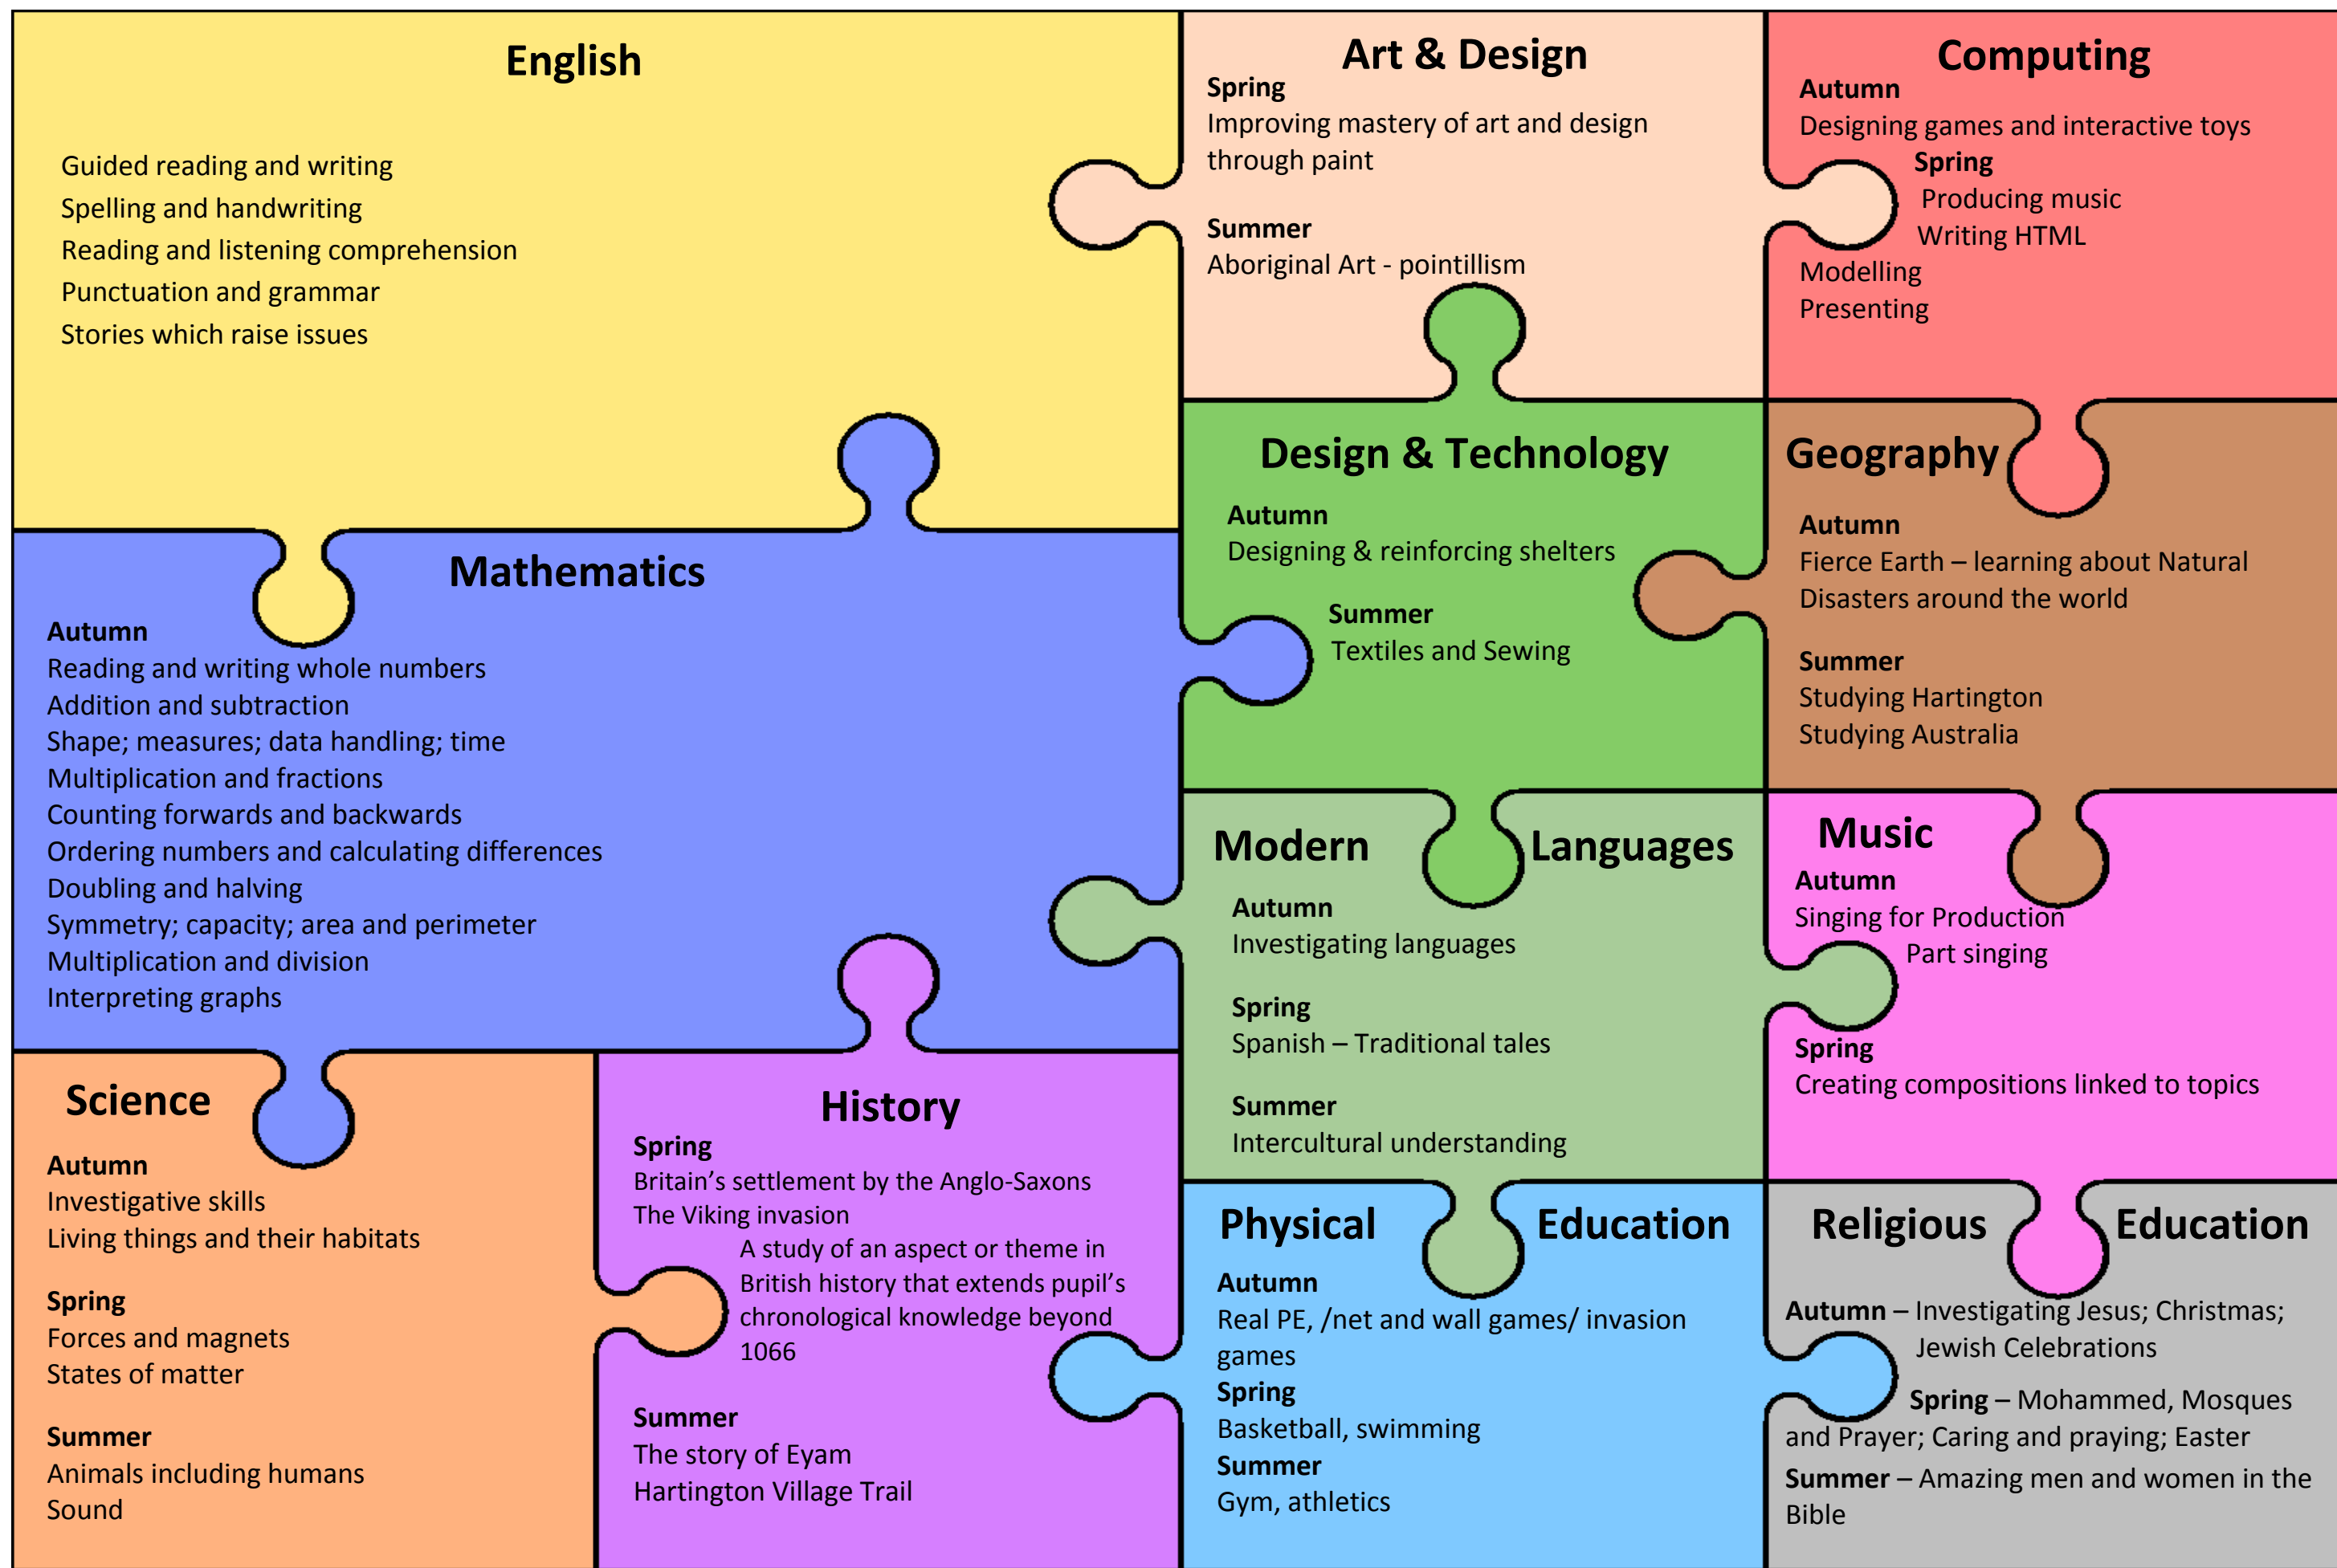 English
Guided reading and writing
Spelling and handwriting
Reading and listening comprehension
Punctuation and grammar
Stories which raise issues
Art & Design
Spring
Improving mastery of art and design
through paint
Summer
Aboriginal Art - pointillism
Computing
Autumn
Designing games and interactive toys
Spring
Producing music
Writing HTML
Modelling
Presenting
Mathematics
Autumn
Reading and writing whole numbers
Addition and subtraction
Shape; measures; data handling; time
Multiplication and fractions
Counting forwards and backwards
Ordering numbers and calculating differences
Doubling and halving
Symmetry; capacity; area and perimeter
Multiplication and division
Interpreting graphs
Design & Technology
Autumn
Designing & reinforcing shelters
Summer
Textiles and Sewing
Geography
Autumn
Fierce Earth – learning about Natural
Disasters around the world
Summer
Studying Hartington
Studying Australia
Modern Languages
Autumn
Investigating languages
Spring
Spanish – Traditional tales
Summer
Intercultural understanding
Music
Autumn
Singing for Production
Part singing
Spring
Creating compositions linked to topics
Science
Autumn
Investigative skills
Living things and their habitats
Spring
Forces and magnets
States of matter
Summer
Animals including humans
Sound
History
Spring
Britain’s settlement by the Anglo-Saxons
The Viking invasion
A study of an aspect or theme in
British history that extends pupil’s
chronological knowledge beyond
1066
Summer
The story of Eyam
Hartington Village Trail
Physical Education
Autumn
Real PE, /net and wall games/ invasion
games
Spring
Basketball, swimming
Summer
Gym, athletics
Religious Education
Autumn – Investigating Jesus; Christmas;
Jewish Celebrations
Spring – Mohammed, Mosques
and Prayer; Caring and praying; Easter
Summer – Amazing men and women in the
Bible